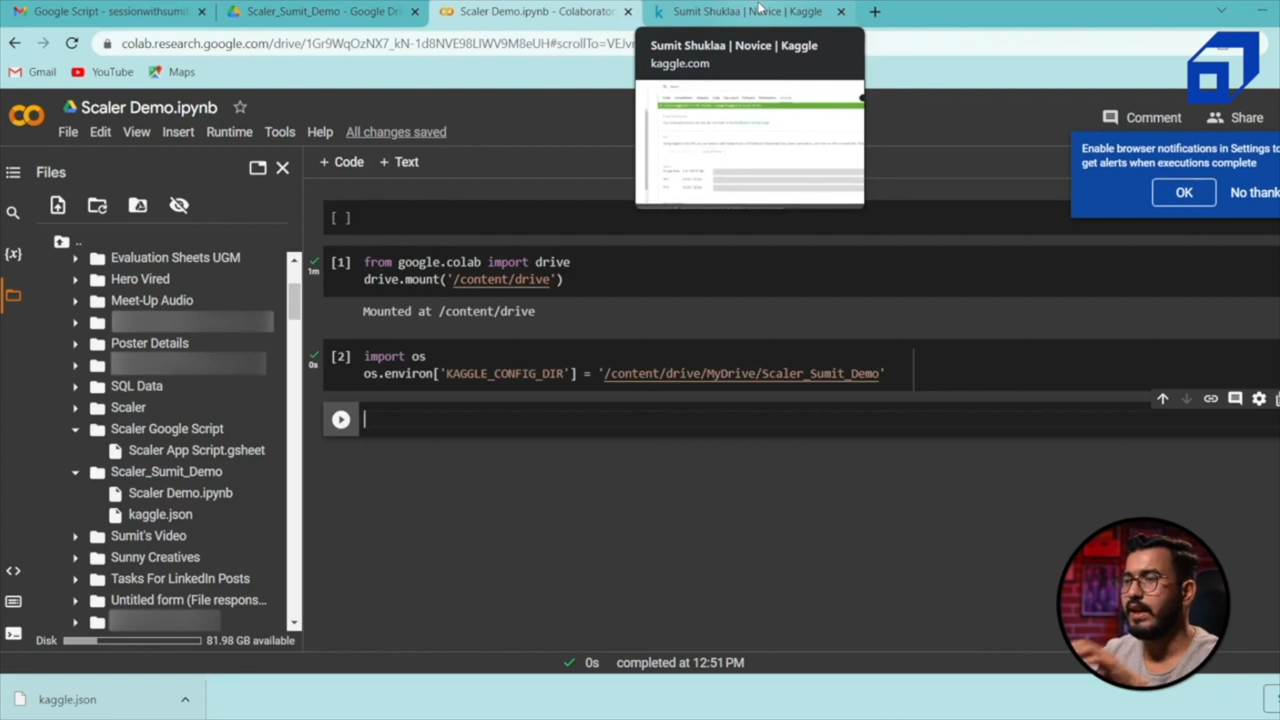 Google Script - sessionwithsumit
Scaler_Sumit_Demo - Google Dri
Scaler Demo.ipynb - Colaborator
Sumit Shuklaa | Novice | Kaggle
colab.research.google.com/drive/1Gr9WqOzNX7_kN-1d8NVE98LIWV9M8eUH#scrollTo=VEJv
Sumit Shuklaa | Novice | Kaggle
kaggle.com
Gmail
YouTube
Maps
CO
Scaler Demo.ipynb
File Edit View Insert Runtime Tools Help All changes saved
Comment
Share
Enable browser notifications in Settings to
get alerts when executions complete
OK
No thank
Files
+ Code + Text
..
Evaluation Sheets UGM
Hero Vired
Meet-Up Audio
Poster Details
SQL Data
Scaler
Scaler Google Script
Scaler App Script.gsheet
Scaler_Sumit_Demo
Scaler Demo.ipynb
kaggle.json
Sumit's Video
Sunny Creatives
Tasks For LinkedIn Posts
Untitled form (File respons...
Disk
81.98 GB available
[ ]
[1] from google.colab import drive
1m
drive.mount('/content/drive')
Mounted at /content/drive
[2] import os
0s
os.environ['KAGGLE_CONFIG_DIR'] = '/content/drive/MyDrive/Scaler_Sumit_Demo'
0s completed at 12:51 PM
kaggle.json